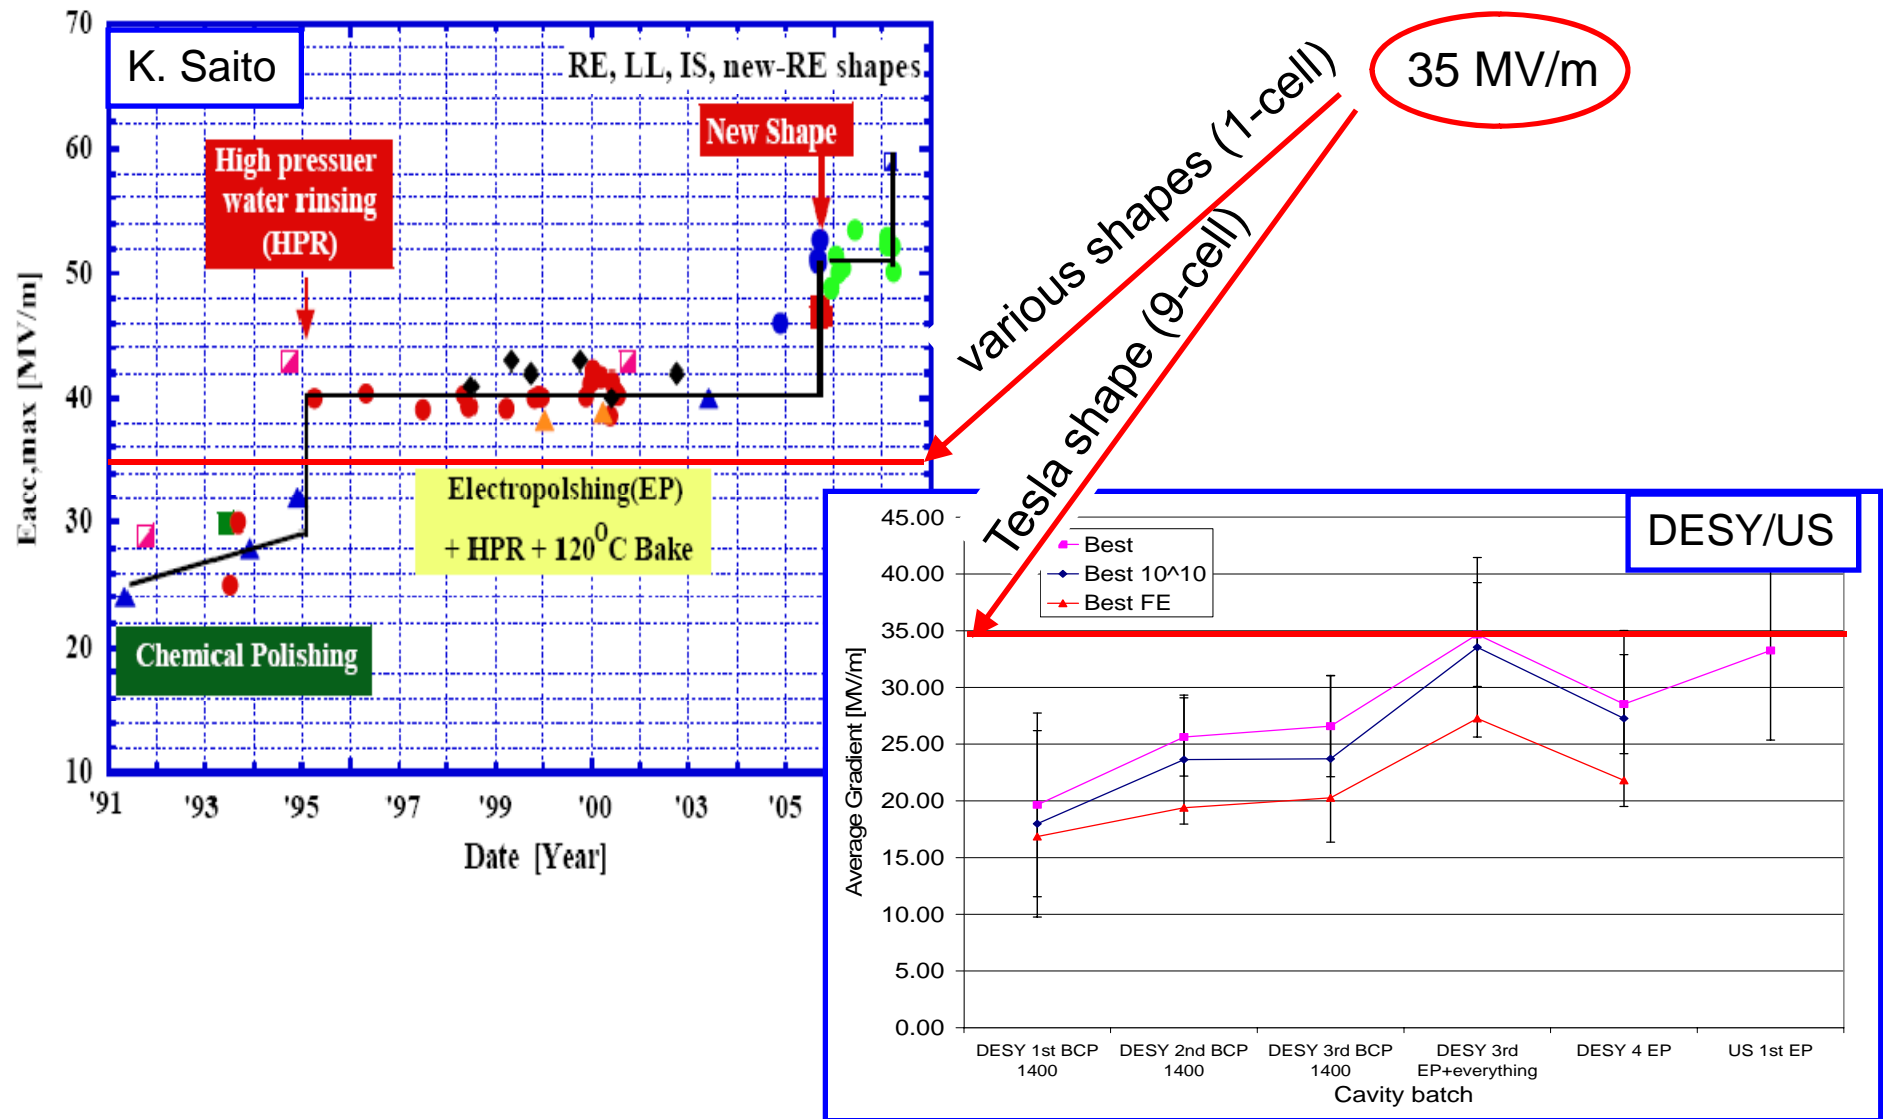 K. Saito
RE, LL, IS, new-RE shapes
New Shape
High pressuer
water rinsing
(HPR)
Electropolshing(EP)
+ HPR + 120⁰C Bake
Chemical Polishing
Eacc,max [MV/m]
70
60
50
40
30
20
10
'91
'93
'95
'97
'99
'00
'03
'05
Date [Year]
35 MV/m
various shapes (1-cell)
Tesla shape (9-cell)
DESY/US
Best
Best 10^10
Best FE
Average Gradient [MV/m]
45.00
40.00
35.00
30.00
25.00
20.00
15.00
10.00
5.00
0.00
DESY 1st BCP
1400
DESY 2nd BCP
1400
DESY 3rd BCP
1400
DESY 3rd
EP+everything
DESY 4 EP
US 1st EP
Cavity batch